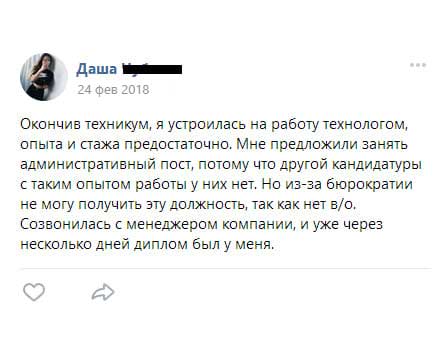 Даша
24 фев 2018
Окончив техникум, я устроилась на работу технологом,
опыта и стажа предостаточно. Мне предложили занять
административный пост, потому что другой кандидатуры
с таким опытом работы у них нет. Но из-за бюрократии
не могу получить эту должность, так как нет в/о.
Созвонилась с менеджером компании, и уже через
несколько дней диплом был у меня.